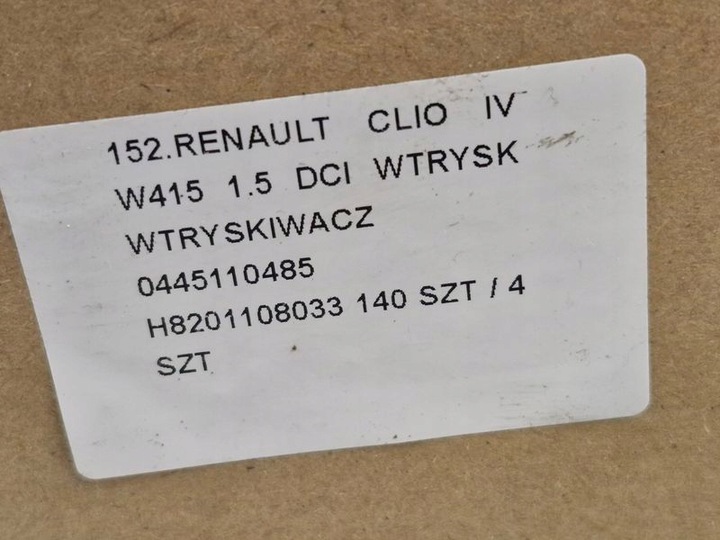 152.RENAULT CLIO IV
W415 1.5 DCI WTRYSK
WTRYSKIWACZ
0445110485
H8201108033 140 SZT / 4
SZT